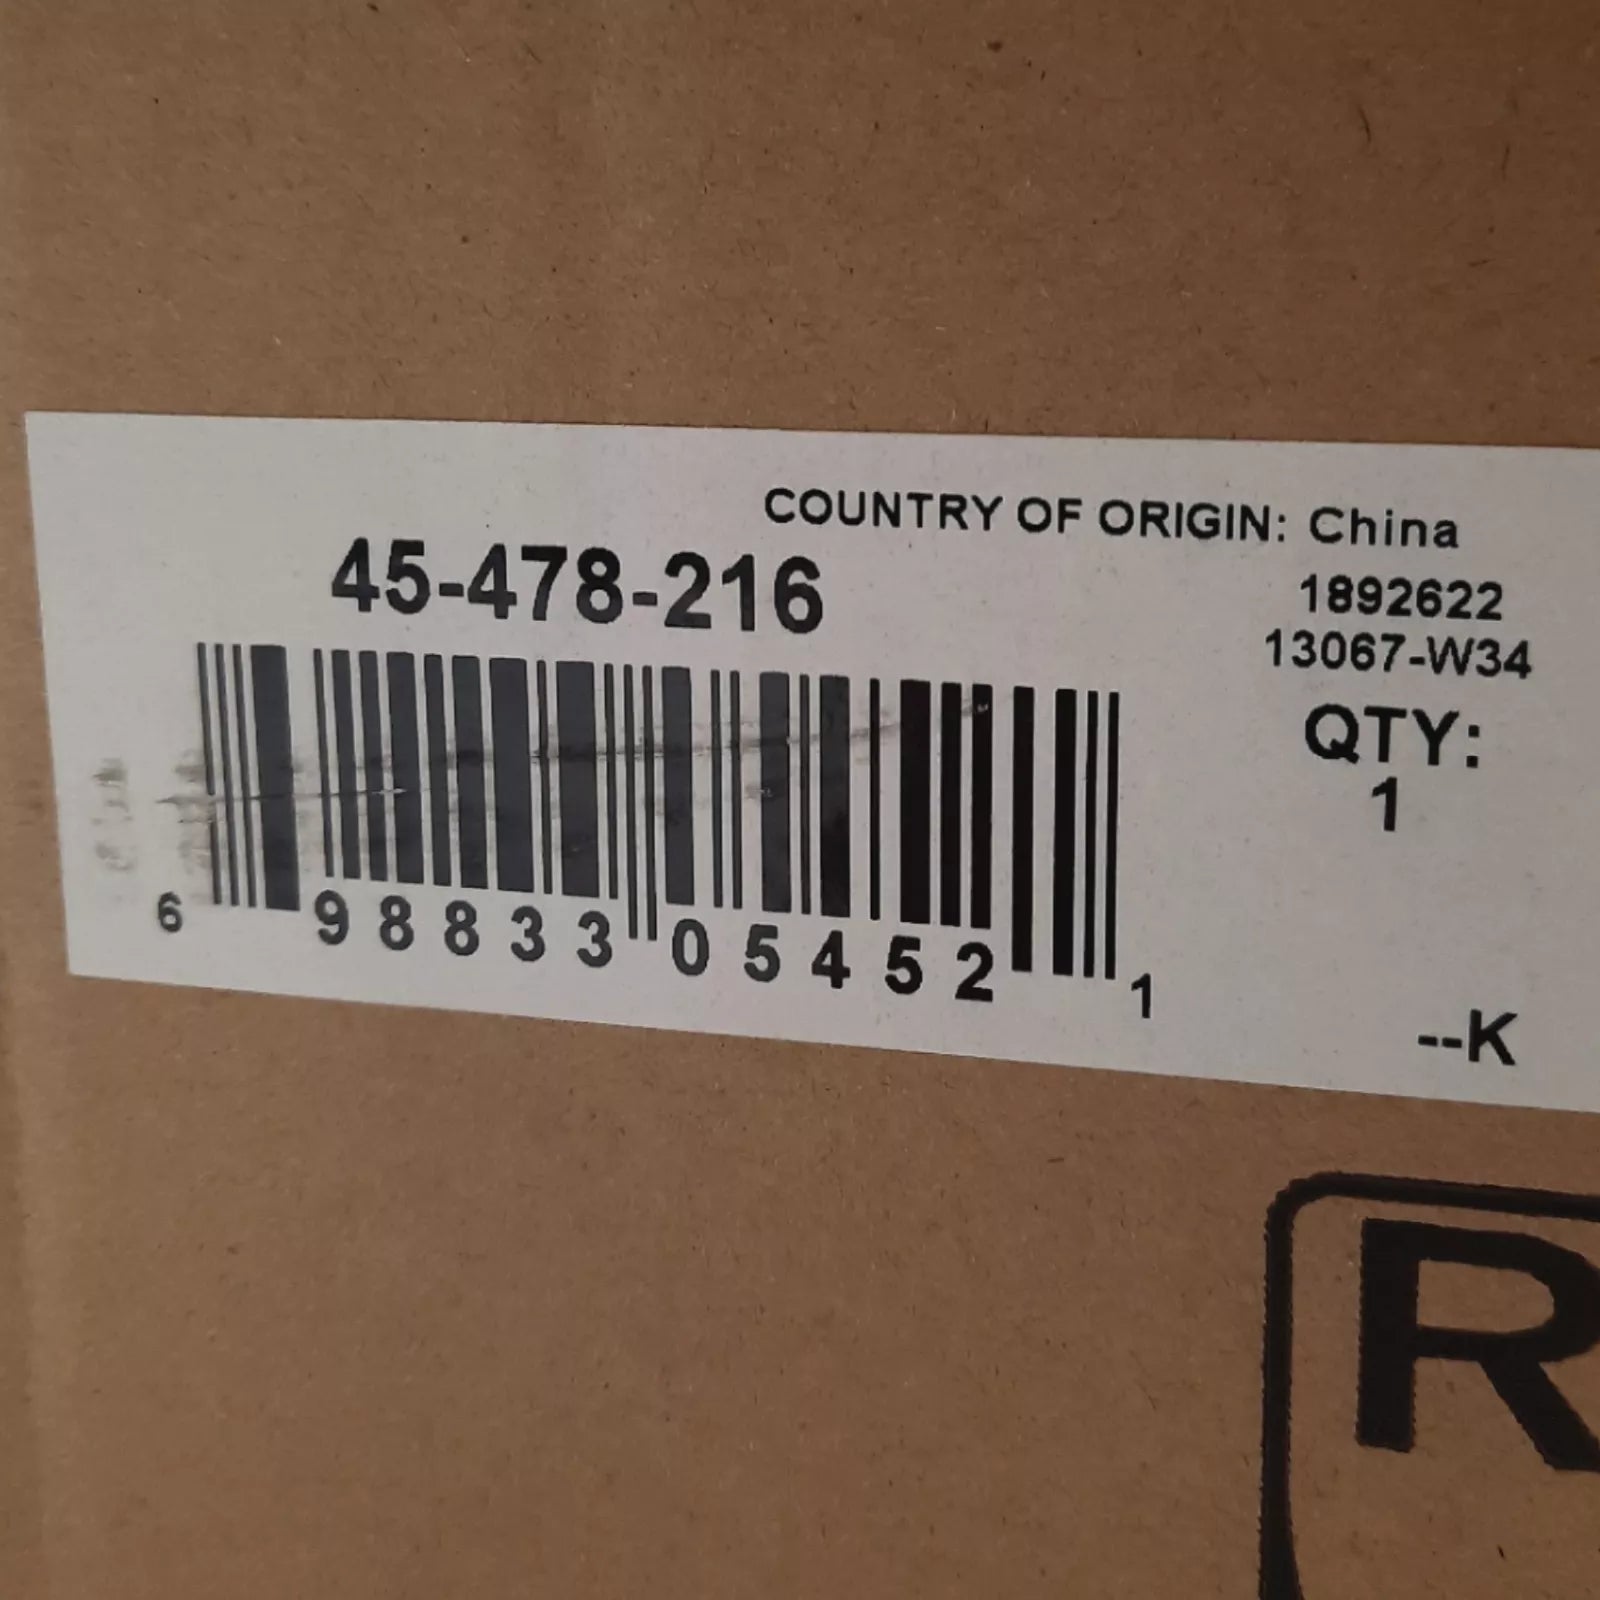 COUNTRY OF ORIGIN: China
45-478-216
1892622
13067-W34
QTY:
1
6 98833 05452 1
--K
R